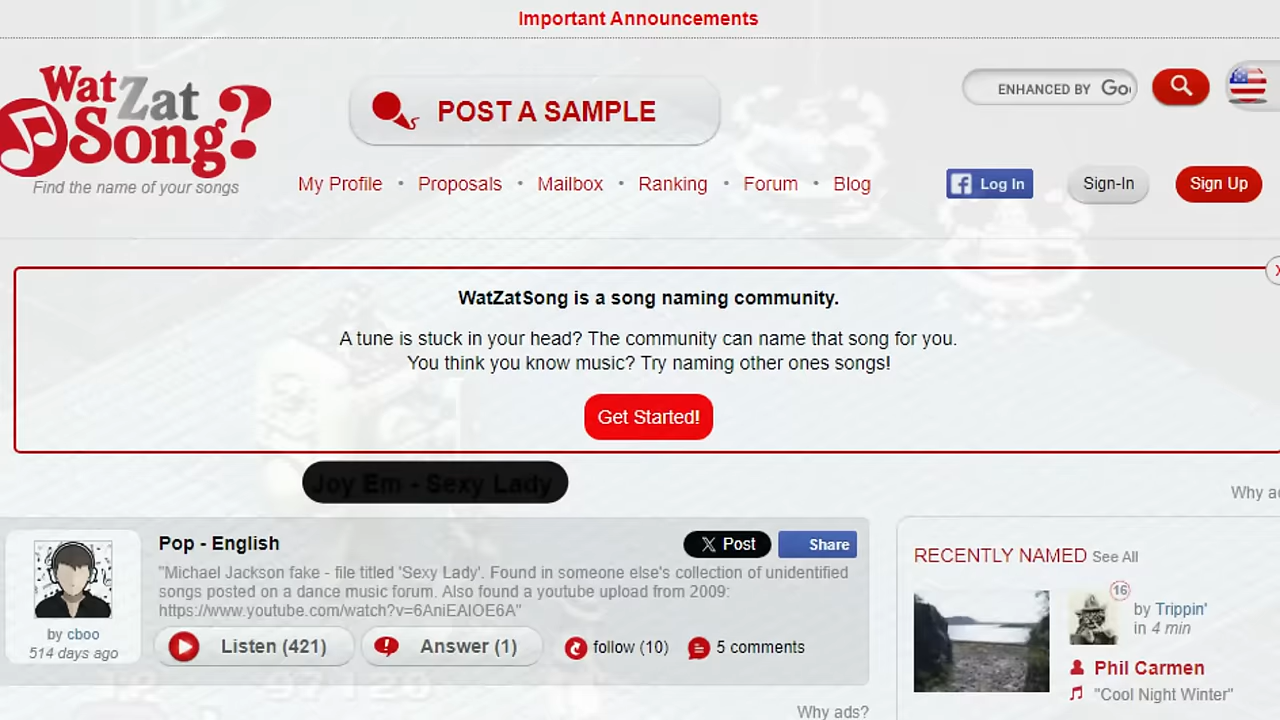 Important Announcements
WatZatSong?
Find the name of your songs
POST A SAMPLE
ENHANCED BY
My Profile • Proposals • Mailbox • Ranking • Forum • Blog
Log In
Sign-In
Sign Up
X
WatZatSong is a song naming community.
A tune is stuck in your head? The community can name that song for you.
You think you know music? Try naming other ones songs!
Get Started!
Joy Em - Sexy Lady
Why
Pop - English
X Post
Share
"Michael Jackson fake - file titled 'Sexy Lady'. Found in someone else's collection of unidentified
songs posted on a dance music forum. Also found a youtube upload from 2009:
https://www.youtube.com/watch?v=6AniEAlOE6A"
by cboo
514 days ago
Listen (421)
Answer (1)
follow (10)
5 comments
Why ads?
RECENTLY NAMED See All
16
by Trippin'
in 4 min
Phil Carmen
"Cool Night Winter"